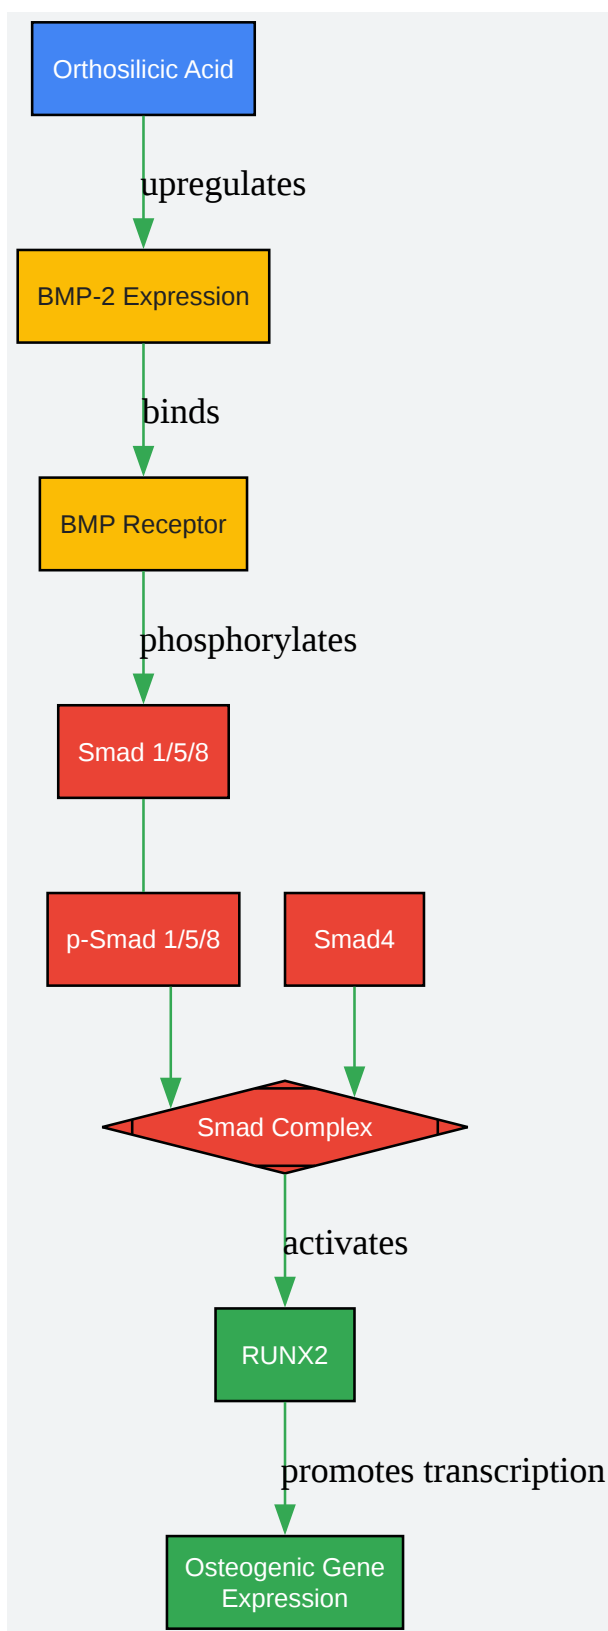 Orthosilicic Acid
upregulates
BMP-2 Expression
binds
BMP Receptor
phosphorylates
Smad 1/5/8
p-Smad 1/5/8
Smad4
Smad Complex
activates
RUNX2
promotes transcription
Osteogenic Gene
Expression